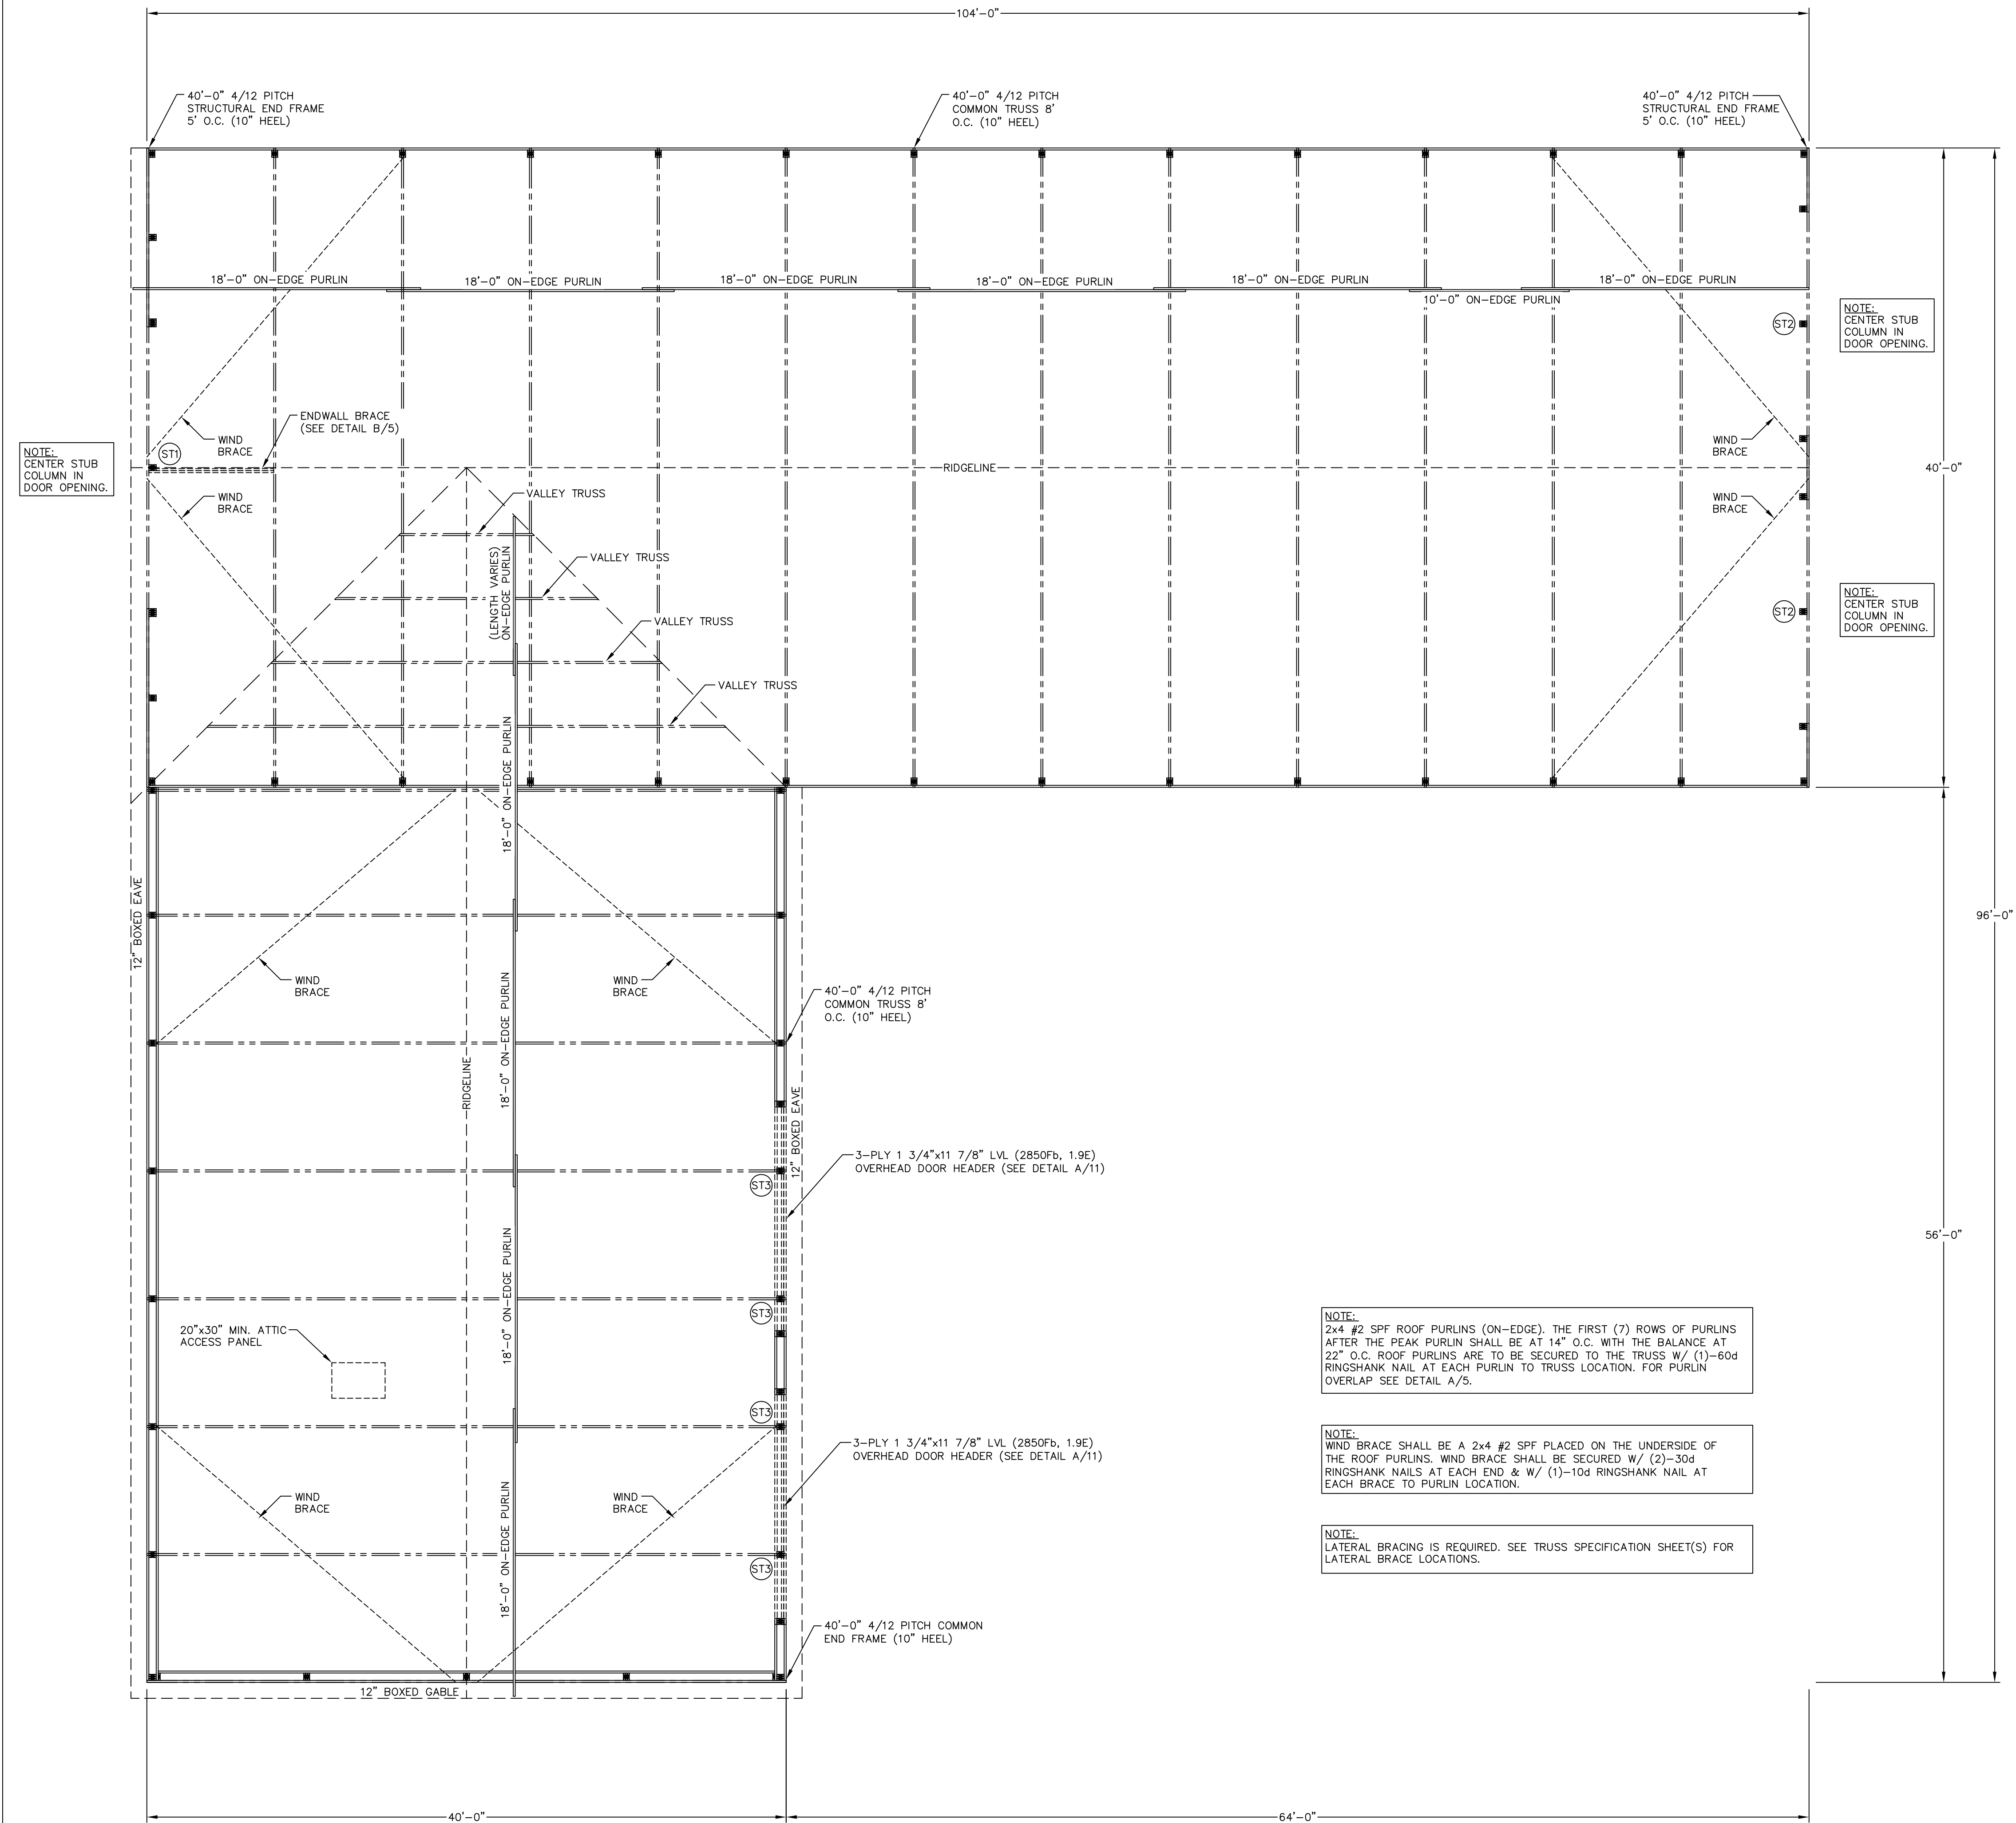 104'-0"
40'-0" 4/12 PITCH
STRUCTURAL END FRAME
5' O.C. (10" HEEL)
40'-0" 4/12 PITCH
COMMON TRUSS 8'
O.C. (10" HEEL)
40'-0" 4/12 PITCH
STRUCTURAL END FRAME
5' O.C. (10" HEEL)
18'-0" ON-EDGE PURLIN
18'-0" ON-EDGE PURLIN
18'-0" ON-EDGE PURLIN
18'-0" ON-EDGE PURLIN
18'-0" ON-EDGE PURLIN
10'-0" ON-EDGE PURLIN
18'-0" ON-EDGE PURLIN
NOTE:
CENTER STUB
COLUMN IN
DOOR OPENING.
ST2
ENDWALL BRACE
(SEE DETAIL B/5)
WIND
BRACE
ST1
NOTE:
CENTER STUB
COLUMN IN
DOOR OPENING.
WIND
BRACE
RIDGELINE
WIND
BRACE
WIND
BRACE
40'-0"
VALLEY TRUSS
VALLEY TRUSS
VALLEY TRUSS
VALLEY TRUSS
(LENGTH VARIES)
ON-EDGE PURLIN
ST2
NOTE:
CENTER STUB
COLUMN IN
DOOR OPENING.
18'-0" ON-EDGE PURLIN
12" BOXED EAVE
96'-0"
WIND
BRACE
WIND
BRACE
40'-0" 4/12 PITCH
COMMON TRUSS 8'
O.C. (10" HEEL)
RIDGELINE
18'-0" ON-EDGE PURLIN
12" BOXED EAVE
3-PLY 1 3/4"x11 7/8" LVL (2850Fb, 1.9E)
OVERHEAD DOOR HEADER (SEE DETAIL A/11)
ST3
56'-0"
18'-0" ON-EDGE PURLIN
ST3
20"x30" MIN. ATTIC
ACCESS PANEL
ST3
3-PLY 1 3/4"x11 7/8" LVL (2850Fb, 1.9E)
OVERHEAD DOOR HEADER (SEE DETAIL A/11)
WIND
BRACE
WIND
BRACE
18'-0" ON-EDGE PURLIN
ST3
40'-0" 4/12 PITCH COMMON
END FRAME (10" HEEL)
12" BOXED GABLE
NOTE:
2x4 #2 SPF ROOF PURLINS (ON-EDGE). THE FIRST (7) ROWS OF PURLINS
AFTER THE PEAK PURLIN SHALL BE AT 14" O.C. WITH THE BALANCE AT
22" O.C. ROOF PURLINS ARE TO BE SECURED TO THE TRUSS W/ (1)-60d
RINGSHANK NAIL AT EACH PURLIN TO TRUSS LOCATION. FOR PURLIN
OVERLAP SEE DETAIL A/5.
NOTE:
WIND BRACE SHALL BE A 2x4 #2 SPF PLACED ON THE UNDERSIDE OF
THE ROOF PURLINS. WIND BRACE SHALL BE SECURED W/ (2)-30d
RINGSHANK NAILS AT EACH END & W/ (1)-10d RINGSHANK NAIL AT
EACH BRACE TO PURLIN LOCATION.
NOTE:
LATERAL BRACING IS REQUIRED. SEE TRUSS SPECIFICATION SHEET(S) FOR
LATERAL BRACE LOCATIONS.
40'-0"
64'-0"